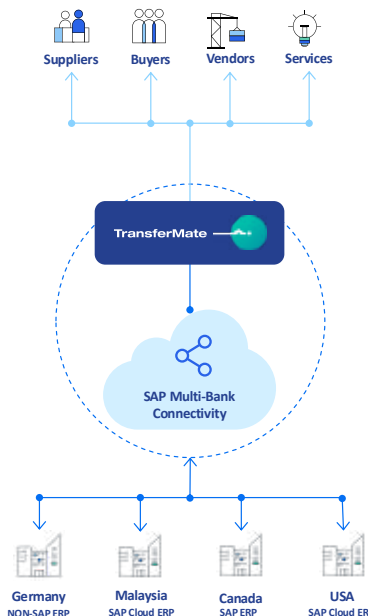 Suppliers Buyers Vendors Services
TransferMate
SAP Multi-Bank
Connectivity
Germany Malaysia Canada USA
NON-SAP ERP SAP Cloud ERP SAP ERP SAP Cloud ERP